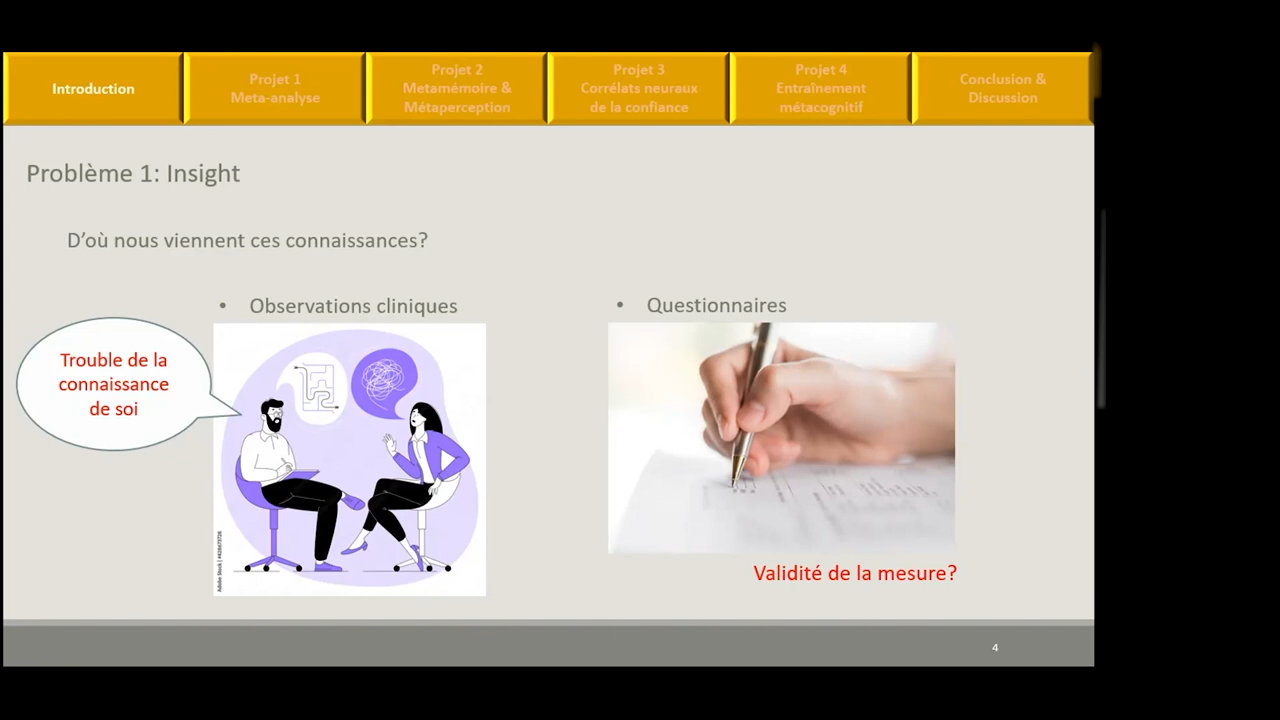 Introduction
Projet 1
Meta-analyse
Projet 2
Metamémoire &
Métaperception
Projet 3
Corrélats neuraux
de la confiance
Projet 4
Entraînement
métacognitif
Conclusion &
Discussion
Problème 1: Insight
D'où nous viennent ces connaissances?
• Observations cliniques
• Questionnaires
Trouble de la
connaissance
de soi
Validité de la mesure?
4